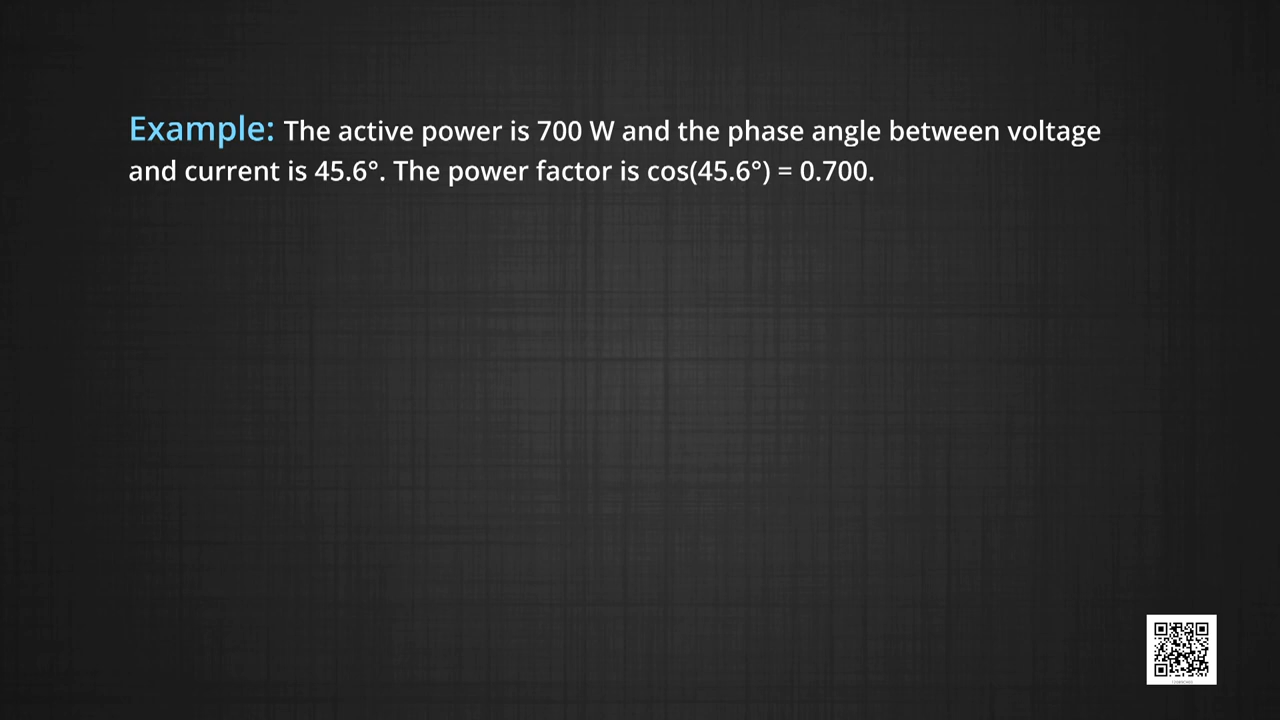 Example: The active power is 700 W and the phase angle between voltage
and current is 45.6°. The power factor is cos(45.6°) = 0.700.